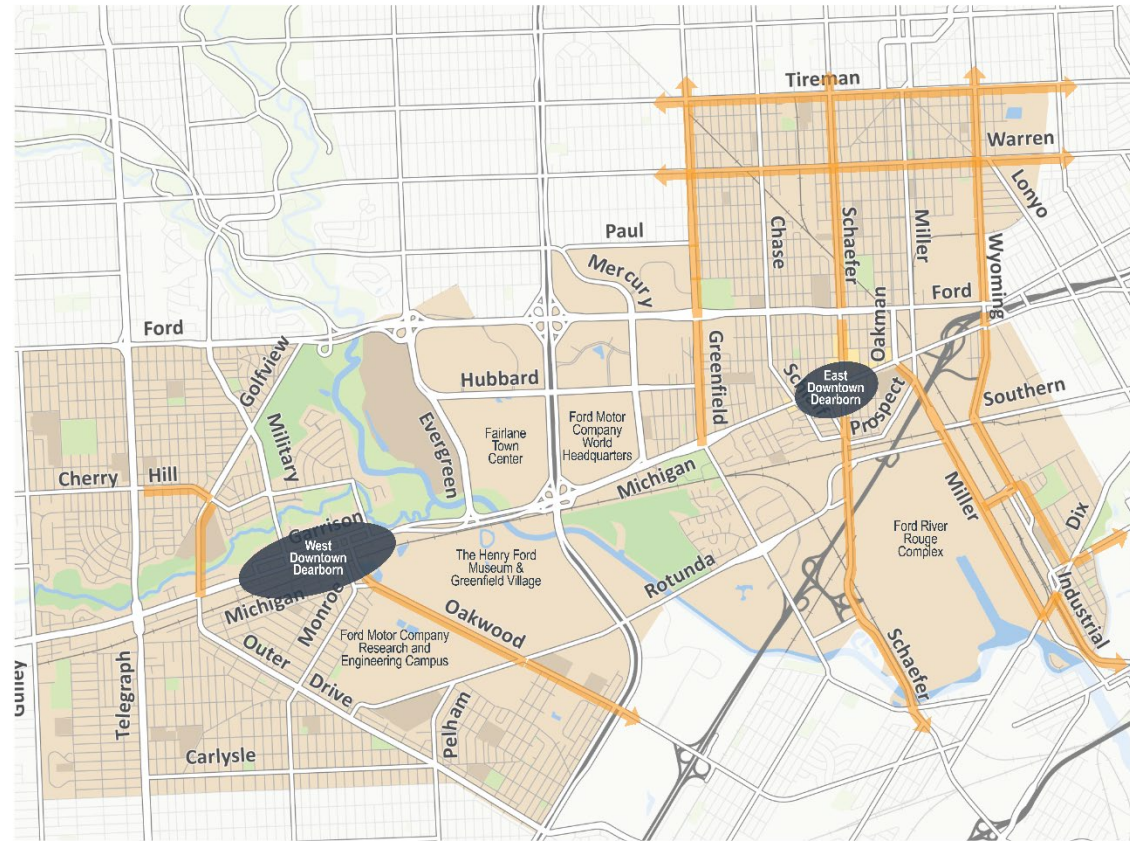 Tireman
Warren
Lonyo
Paul
Chase
Schaefer
Miller
Wyoming
Mercury
Ford
Ford
Golfview
Oakman
Greenfield
Hubbard
East
Downtown
Dearborn
Prospect
Southern
Military
Evergreen
Fairlane
Town
Center
Ford Motor
Company
World
Headquarters
Michigan
Cherry
Hill
Garrison
West
Downtown
Dearborn
The Henry Ford
Museum &
Greenfield Village
Miller
Dix
Ford River
Rouge
Complex
Rotunda
Michigan
Monroe
Oakwood
Industrial
Ford Motor Company
Research and
Engineering Campus
Outer
Drive
Schaefer
Gulley
Telegraph
Pelham
Carlysle